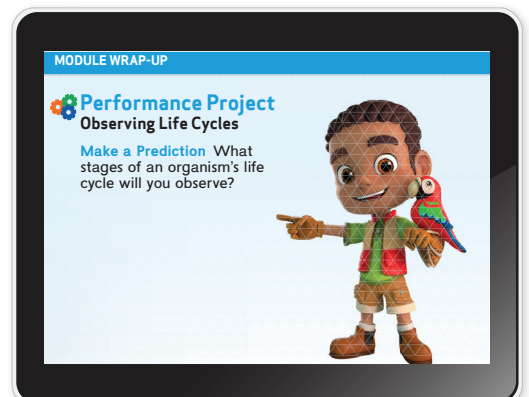 MODULE WRAP-UP
Performance Project
Observing Life Cycles
Make a Prediction What
stages of an organism's life
cycle will you observe?